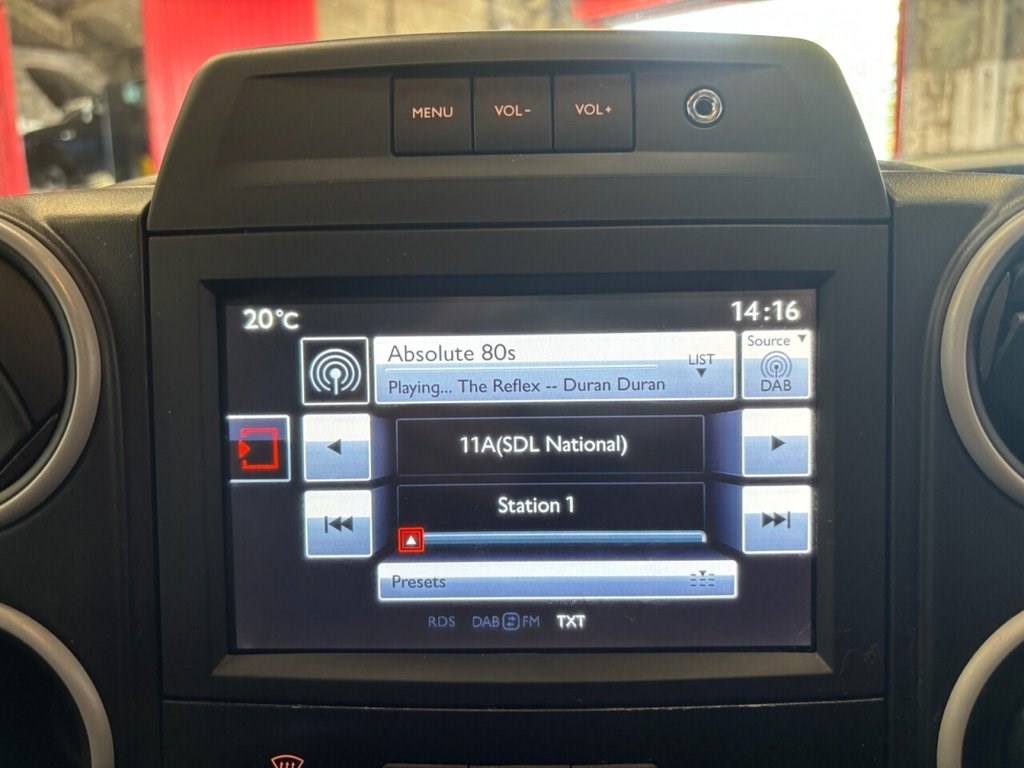 MENU VOL- VOL+
20°C 14:16
Absolute 80s LIST Source
Playing... The Reflex -- Duran Duran DAB
11A(SDL National)
Station 1
Presets
RDS DAB FM TXT